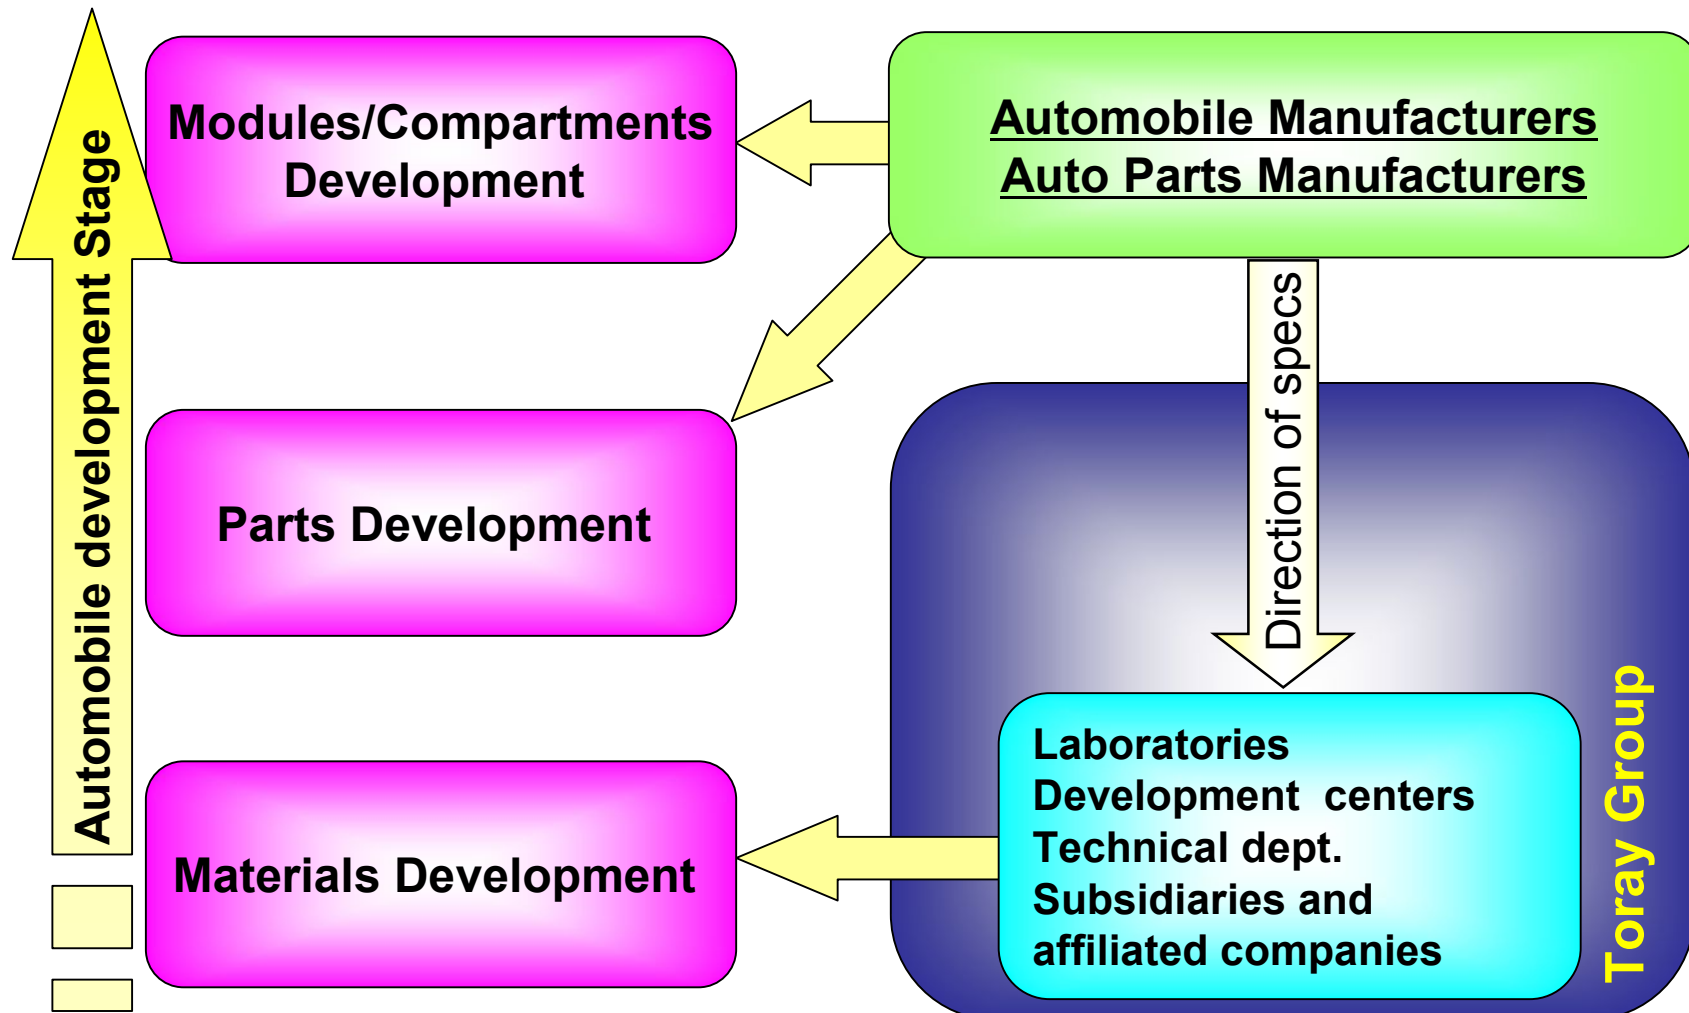 Automobile development Stage
Modules/Compartments
Development
Automobile Manufacturers
Auto Parts Manufacturers
Direction of specs
Parts Development
Materials Development
Laboratories
Development centers
Technical dept.
Subsidiaries and
affiliated companies
Toray Group